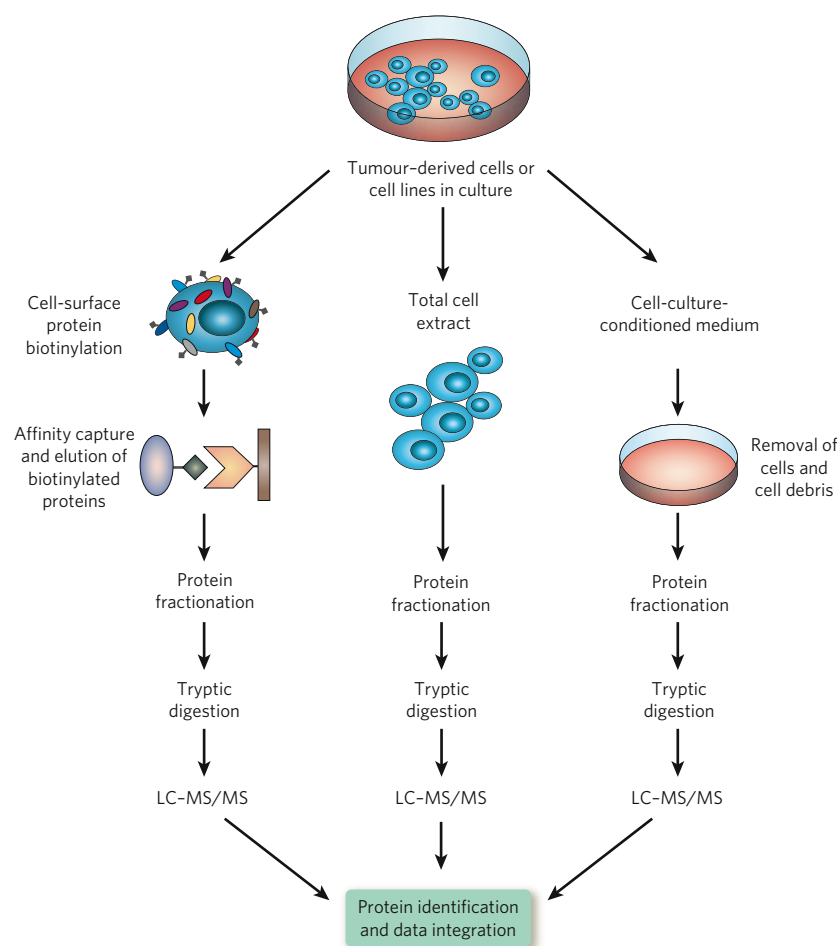 Tumour–derived cells or
cell lines in culture
Cell-surface
protein
biotinylation
Total cell
extract
Cell-culture-
conditioned medium
Affinity capture
and elution of
biotinylated
proteins
Removal of
cells and
cell debris
Protein
fractionation
Protein
fractionation
Protein
fractionation
Tryptic
digestion
Tryptic
digestion
Tryptic
digestion
LC–MS/MS
LC–MS/MS
LC–MS/MS
Protein identification
and data integration